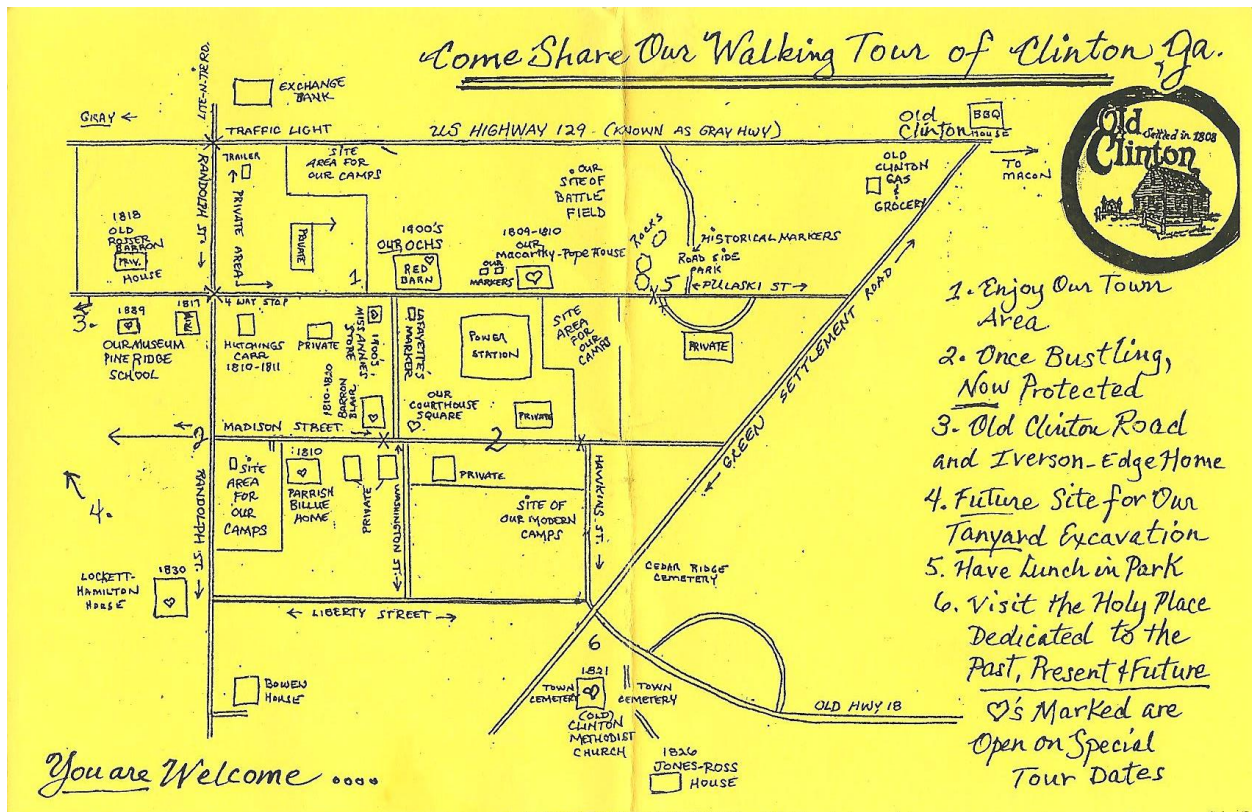 Come Share Our Walking Tour of Clinton, Ga.
LITE-N-TIE RD.
EXCHANGE
BANK
GRAY ←
TRAFFIC LIGHT
US HIGHWAY 129 - (KNOWN AS GRAY HWY)
Old
Clinton
BBQ
HOUSE
→
TO
MACON
Old
Clinton
Settled in 1808
RANDOLPH ST.
TRAILER
PRIVATE AREA
SITE
AREA FOR
OUR CAMPS
PRIVATE
• OUR
SITE OF
BATTLE
FIELD
OLD
CLINTON
GAS
&
GROCERY
1818
OLD
ROSSER
BARRON
PRIV.
HOUSE
1
1900'S
OUR OCHS
RED
BARN
OUR
MARKERS
1809-1810
OUR
Macarthy-Pope House
ROCKS
HISTORICAL MARKERS
ROAD SIDE
PARK
5
← PULASKI ST →
GREEN SETTLEMENT ROAD
3.
4 WAY STOP
1889
OUR MUSEUM
PINE RIDGE
SCHOOL
1817
PRIV
HUTCHINGS
CARR
1810-1811
PRIVATE
MISS ANNIE'S
STORE
1900'S
LAFAYETTE'S
MARKER
POWER
STATION
SITE
AREA FOR
OUR CAMPS
PRIVATE
1810-1820
BARRON
BLAIR
OUR
COURTHOUSE
SQUARE
PRIVATE
2
MADISON STREET
2
4.
RANDOLPH ST.
SITE
AREA
FOR
OUR
CAMPS
1810
PARRISH
BILLUE
HOME
PRIVATE
WASHINGTON ST.
PRIVATE
SITE OF
OUR MODERN
CAMPS
HAWKINS ST.
CEDAR RIDGE
CEMETERY
1830
LOCKETT-
HAMILTON
HORSE
← LIBERTY STREET →
6
BOWEN
HOUSE
1821
TOWN
CEMETERY
TOWN
CEMETERY
(OLD)
CLINTON
METHODIST
CHURCH
OLD HWY 18
1826
JONES-ROSS
HOUSE
1. Enjoy Our Town
Area
2. Once Bustling,
Now Protected
3. Old Clinton Road
and Iverson-Edge Home
4. Future Site for Our
Tanyard Excavation
5. Have Lunch in Park
6. Visit the Holy Place
Dedicated to the
Past, Present & Future
♡'s Marked are
Open on Special
Tour Dates
You are Welcome ....